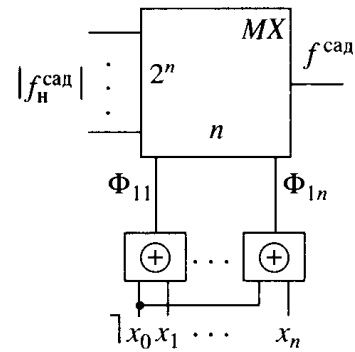 MX
f^сад
|f_н^сад|
2^n
n
Φ_11 Φ_1n
⊕ . . . ⊕
⌉x_0 x_1 · · · x_n